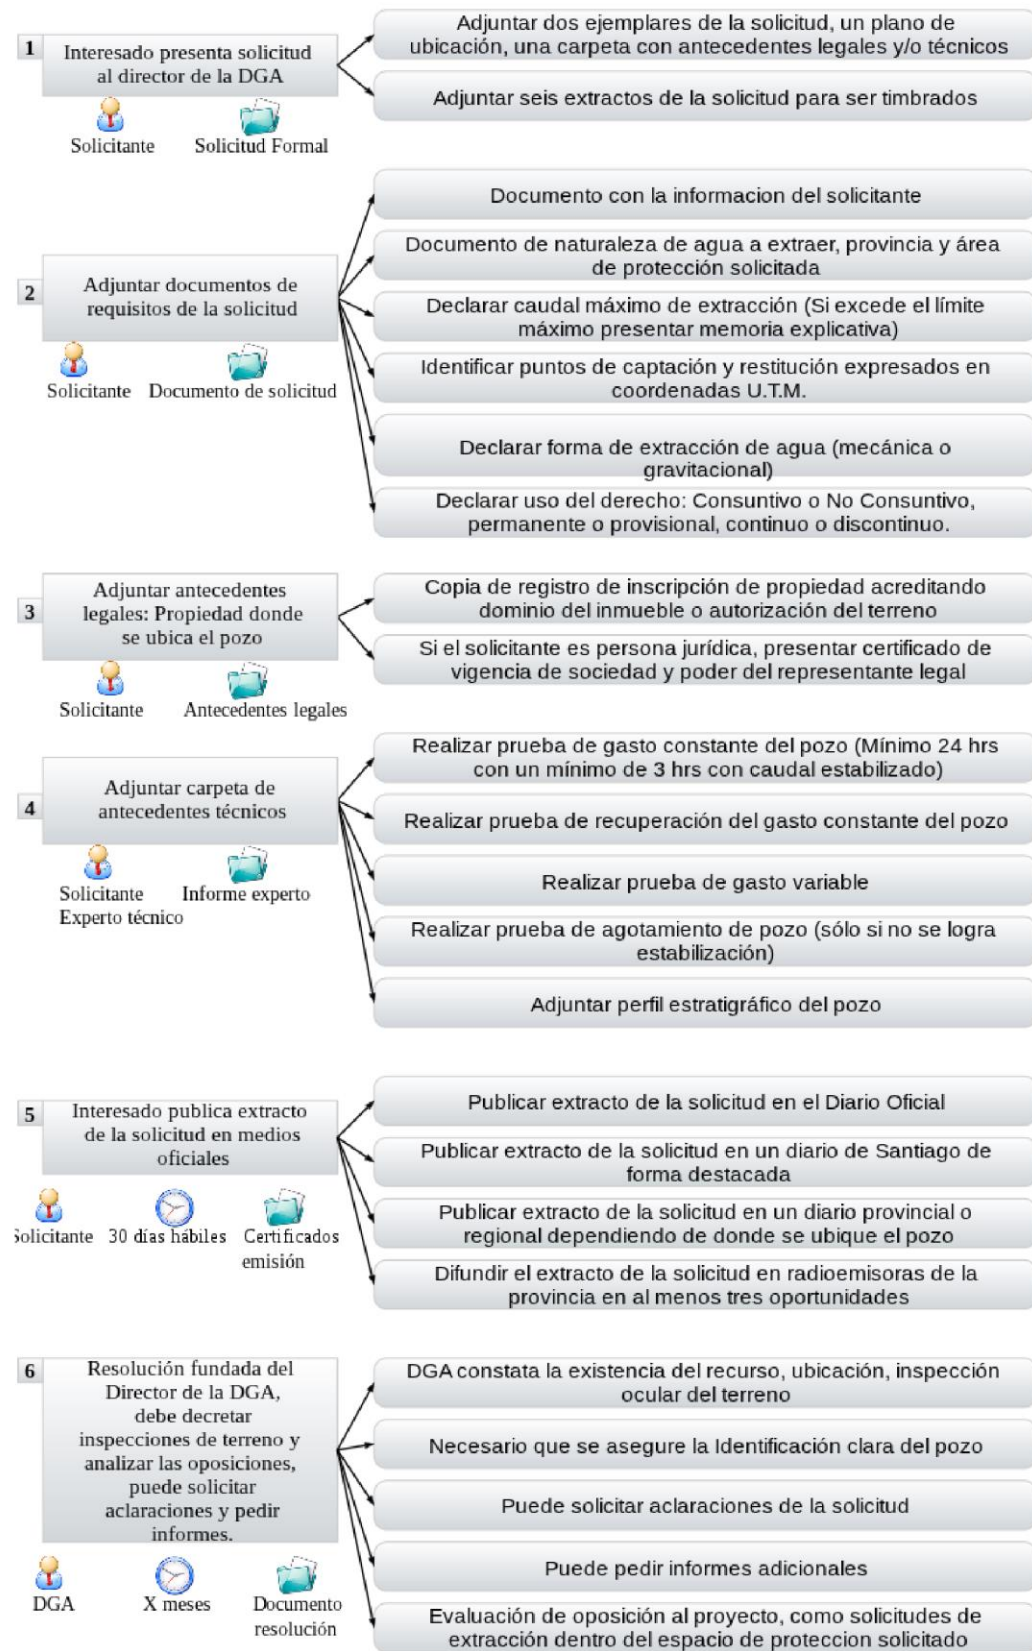 1
Interesado presenta solicitud
al director de la DGA
Solicitante
Solicitud Formal
Adjuntar dos ejemplares de la solicitud, un plano de
ubicación, una carpeta con antecedentes legales y/o técnicos
Adjuntar seis extractos de la solicitud para ser timbrados
2
Adjuntar documentos de
requisitos de la solicitud
Solicitante
Documento de solicitud
Documento con la informacion del solicitante
Documento de naturaleza de agua a extraer, provincia y área
de protección solicitada
Declarar caudal máximo de extracción (Si excede el límite
máximo presentar memoria explicativa)
Identificar puntos de captación y restitución expresados en
coordenadas U.T.M.
Declarar forma de extracción de agua (mecánica o
gravitacional)
Declarar uso del derecho: Consuntivo o No Consuntivo,
permanente o provisional, continuo o discontinuo.
3
Adjuntar antecedentes
legales: Propiedad donde
se ubica el pozo
Solicitante
Antecedentes legales
Copia de registro de inscripción de propiedad acreditando
dominio del inmueble o autorización del terreno
Si el solicitante es persona jurídica, presentar certificado de
vigencia de sociedad y poder del representante legal
4
Adjuntar carpeta de
antecedentes técnicos
Solicitante
Experto técnico
Informe experto
Realizar prueba de gasto constante del pozo (Mínimo 24 hrs
con un mínimo de 3 hrs con caudal estabilizado)
Realizar prueba de recuperación del gasto constante del pozo
Realizar prueba de gasto variable
Realizar prueba de agotamiento de pozo (sólo si no se logra
estabilización)
Adjuntar perfil estratigráfico del pozo
5
Interesado publica extracto
de la solicitud en medios
oficiales
Solicitante
30 días hábiles
Certificados
emisión
Publicar extracto de la solicitud en el Diario Oficial
Publicar extracto de la solicitud en un diario de Santiago de
forma destacada
Publicar extracto de la solicitud en un diario provincial o
regional dependiendo de donde se ubique el pozo
Difundir el extracto de la solicitud en radioemisoras de la
provincia en al menos tres oportunidades
6
Resolución fundada del
Director de la DGA,
debe decretar
inspecciones de terreno y
analizar las oposiciones,
puede solicitar
aclaraciones y pedir
informes.
DGA
X meses
Documento
resolución
DGA constata la existencia del recurso, ubicación, inspección
ocular del terreno
Necesario que se asegure la Identificación clara del pozo
Puede solicitar aclaraciones de la solicitud
Puede pedir informes adicionales
Evaluación de oposición al proyecto, como solicitudes de
extracción dentro del espacio de proteccion solicitado